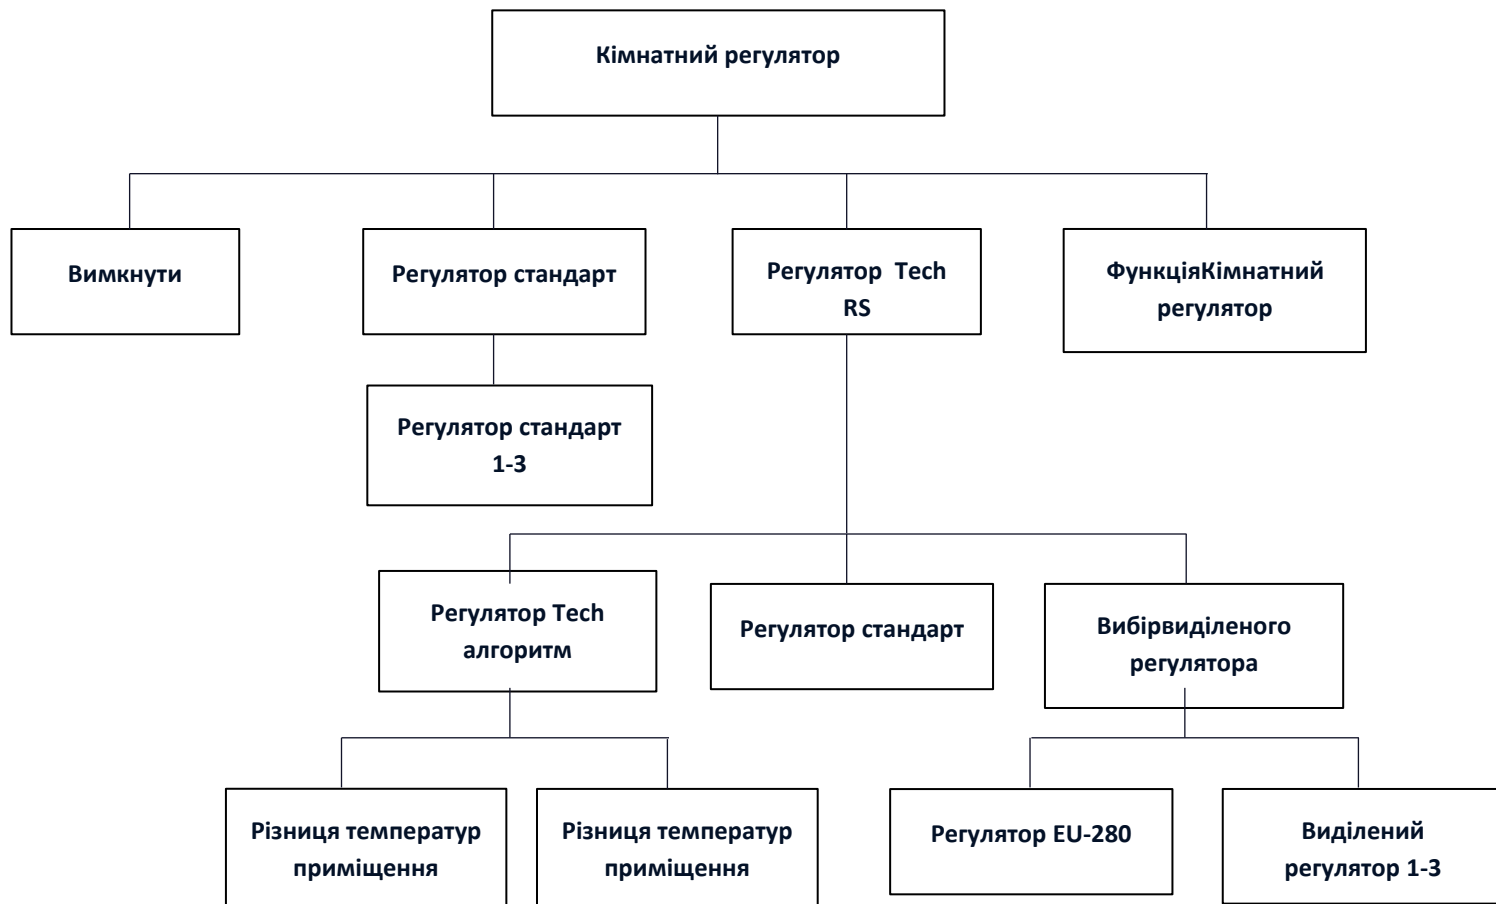 Кімнатний регулятор
Вимкнути
Регулятор стандарт
Регулятор Tech
RS
ФункціяКімнатний
регулятор
Регулятор стандарт
1-3
Регулятор Tech
алгоритм
Регулятор стандарт
Вибірвиділеного
регулятора
Різниця температур
приміщення
Різниця температур
приміщення
Регулятор EU-280
Виділений
регулятор 1-3